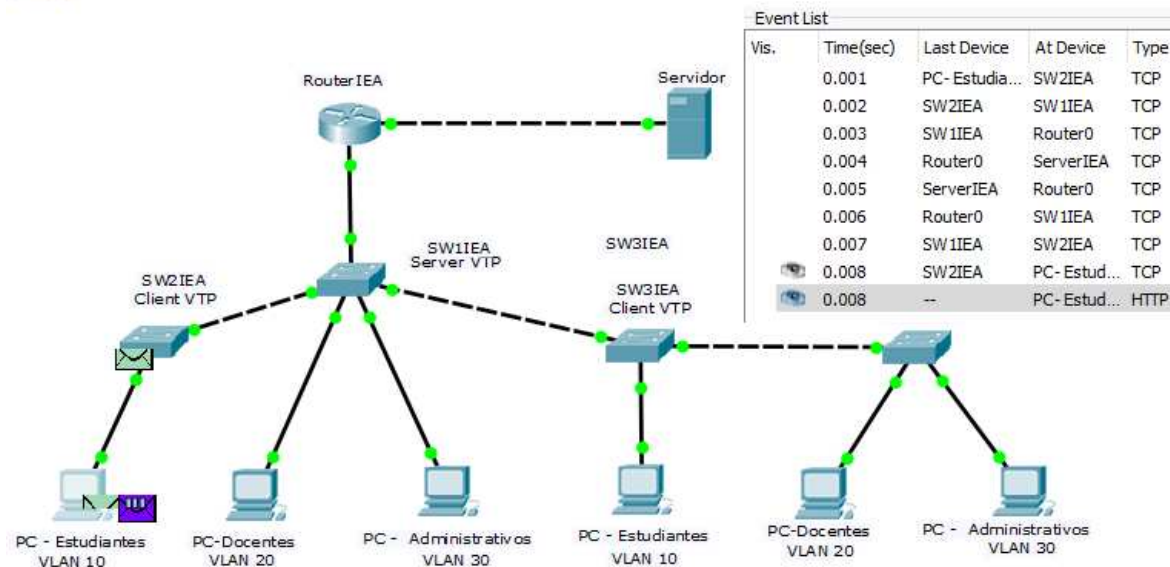 Event List
Vis. Time(sec) Last Device At Device Type
0.001 PC-Estudia... SW2IEA TCP
0.002 SW2IEA SW1IEA TCP
0.003 SW1IEA Router0 TCP
0.004 Router0 ServerIEA TCP
0.005 ServerIEA Router0 TCP
0.006 Router0 SW1IEA TCP
0.007 SW1IEA SW2IEA TCP
0.008 SW2IEA PC-Estud... TCP
0.008 -- PC-Estud... HTTP
RouterIEA
Servidor
SW1IEA
Server VTP
SW3IEA
SW2IEA
Client VTP
SW3IEA
Client VTP
PC - Estudiantes
VLAN 10
PC-Docentes
VLAN 20
PC - Administrativos
VLAN 30
PC - Estudiantes
VLAN 10
PC-Docentes
VLAN 20
PC - Administrativos
VLAN 30